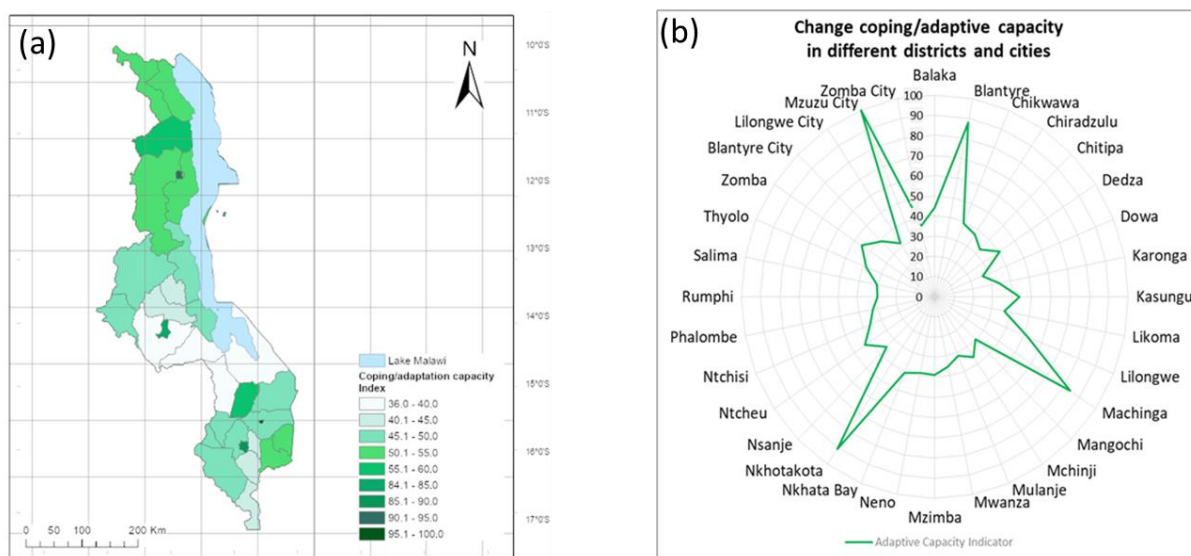 (a)
N
10°0'S
11°0'S
12°0'S
13°0'S
14°0'S
15°0'S
16°0'S
17°0'S
Lake Malawi
Coping/adaptation capacity
Index
36.0 - 40.0
40.1 - 45.0
45.1 - 50.0
50.1 - 55.0
55.1 - 60.0
84.1 - 85.0
85.1 - 90.0
90.1 - 95.0
95.1 - 100.0
0 50 100 200 Km
(b)
Change coping/adaptive capacity
in different districts and cities
Balaka
Blantyre
Chikwawa
Chiradzulu
Chitipa
Dedza
Dowa
Karonga
Kasungu
Likoma
Lilongwe
Machinga
Mangochi
Mchinji
Mulanje
Mwanza
Mzimba
Neno
Nkhata Bay
Nkhotakota
Nsanje
Ntcheu
Ntchisi
Phalombe
Rumphi
Salima
Thyolo
Zomba
Blantyre City
Lilongwe City
Mzuzu City
Zomba City
100
90
80
70
60
50
40
30
20
10
0
Adaptive Capacity Indicator